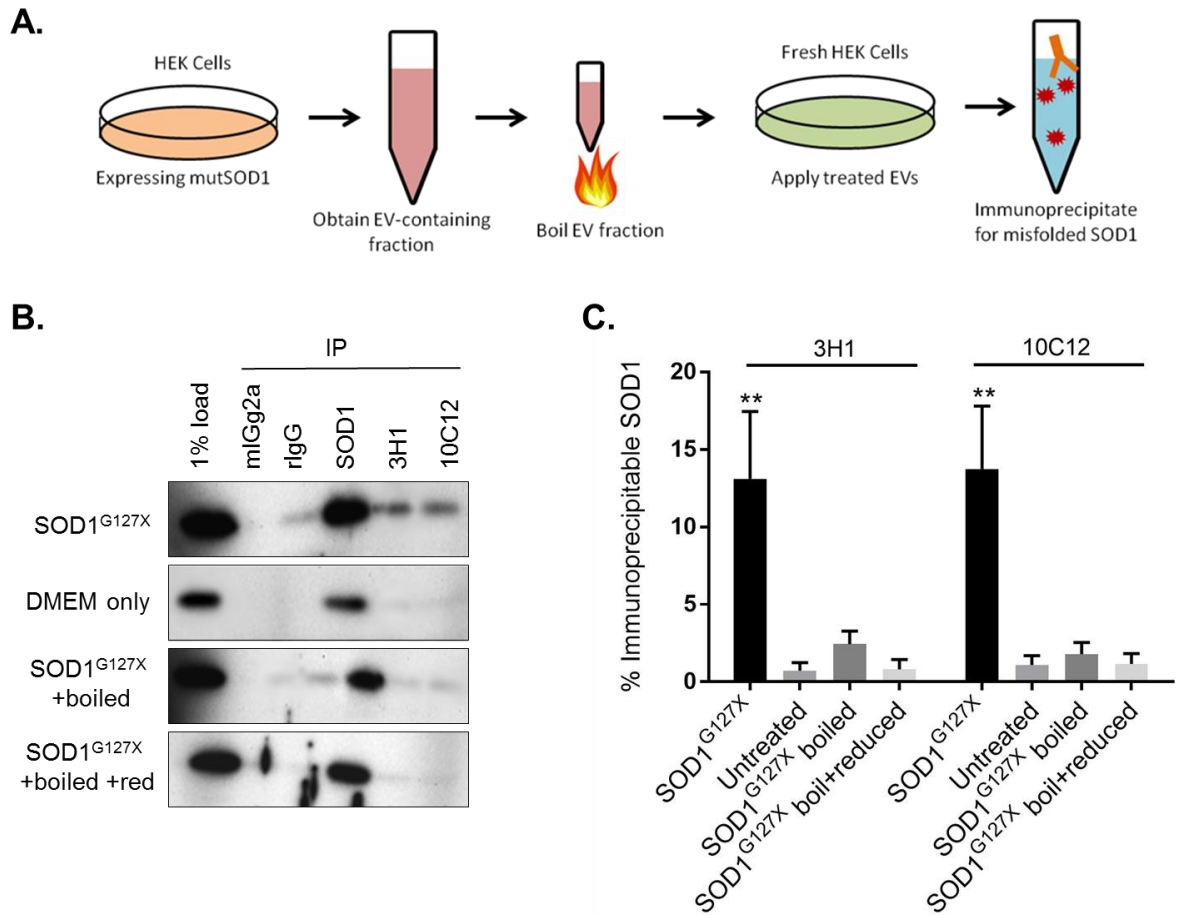 A.
HEK Cells
Expressing mutSOD1
Obtain EV-containing
fraction
Boil EV fraction
Fresh HEK Cells
Apply treated EVs
Immunoprecipitate
for misfolded SOD1
B.
IP
1% load
mIGg2a
rIgG
SOD1
3H1
10C12
SOD1G127X
DMEM only
SOD1G127X
+boiled
SOD1G127X
+boiled +red
C.
3H1
10C12
% Immunoprecipitable SOD1
20
15
10
5
0
**
**
SOD1G127X
Untreated
SOD1G127X boiled
SOD1G127X boil+reduced
SOD1G127X
Untreated
SOD1G127X boiled
SOD1G127X boil+reduced